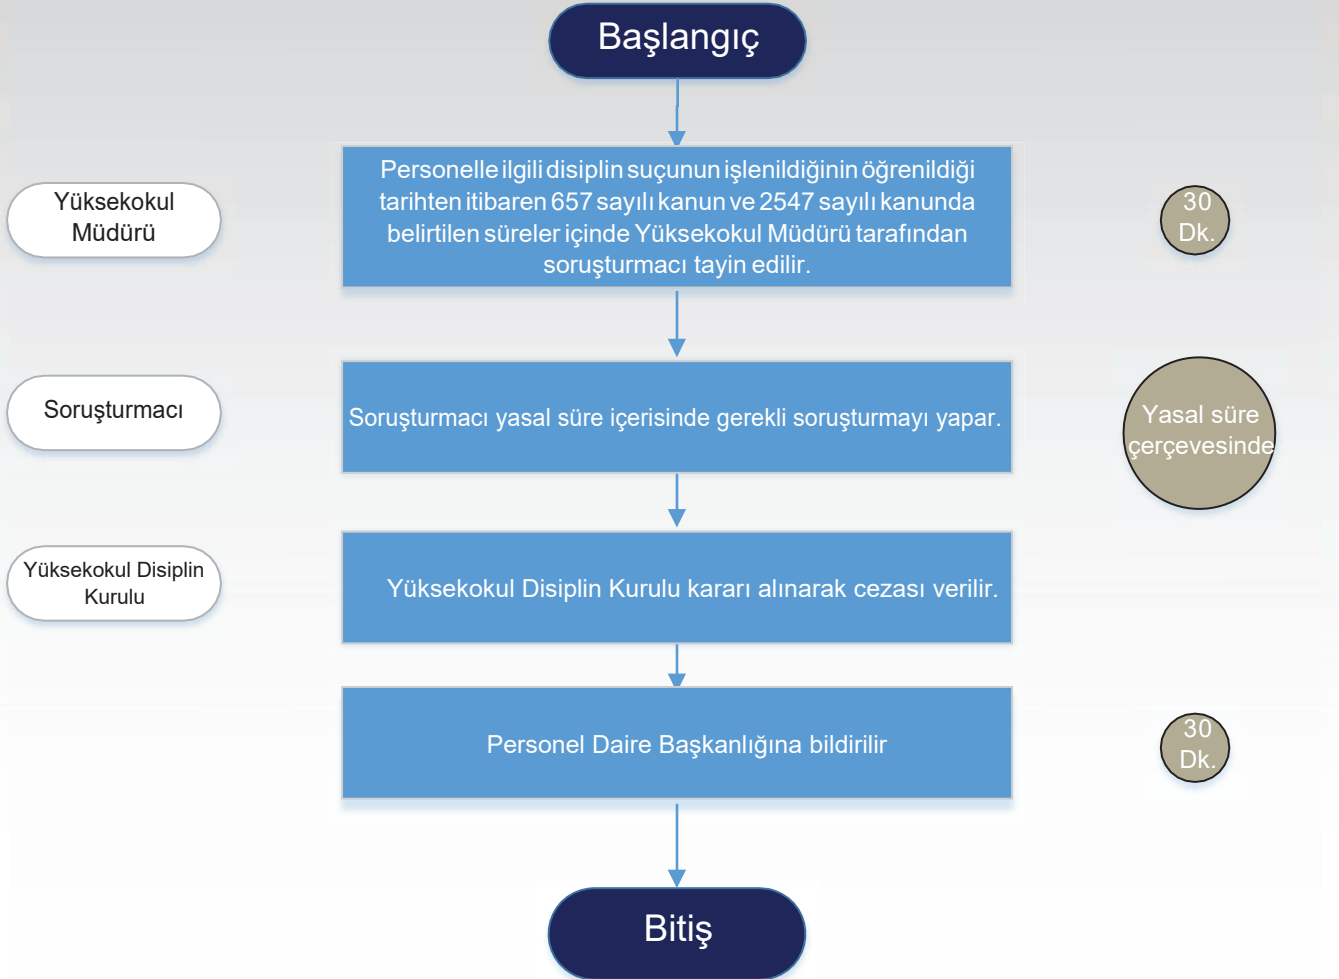 Başlangıç
Yüksekokul
Müdürü
Personelle ilgili disiplin suçunun işlenildiğinin öğrenildiği
tarihten itibaren 657 sayılı kanun ve 2547 sayılı kanunda
belirtilen süreler içinde Yüksekokul Müdürü tarafından
soruşturmacı tayin edilir.
30
Dk.
Soruşturmacı
Soruşturmacı yasal süre içerisinde gerekli soruşturmayı yapar.
Yasal süre
çerçevesinde
Yüksekokul Disiplin
Kurulu
Yüksekokul Disiplin Kurulu kararı alınarak cezası verilir.
Personel Daire Başkanlığına bildirilir
30
Dk.
Bitiş